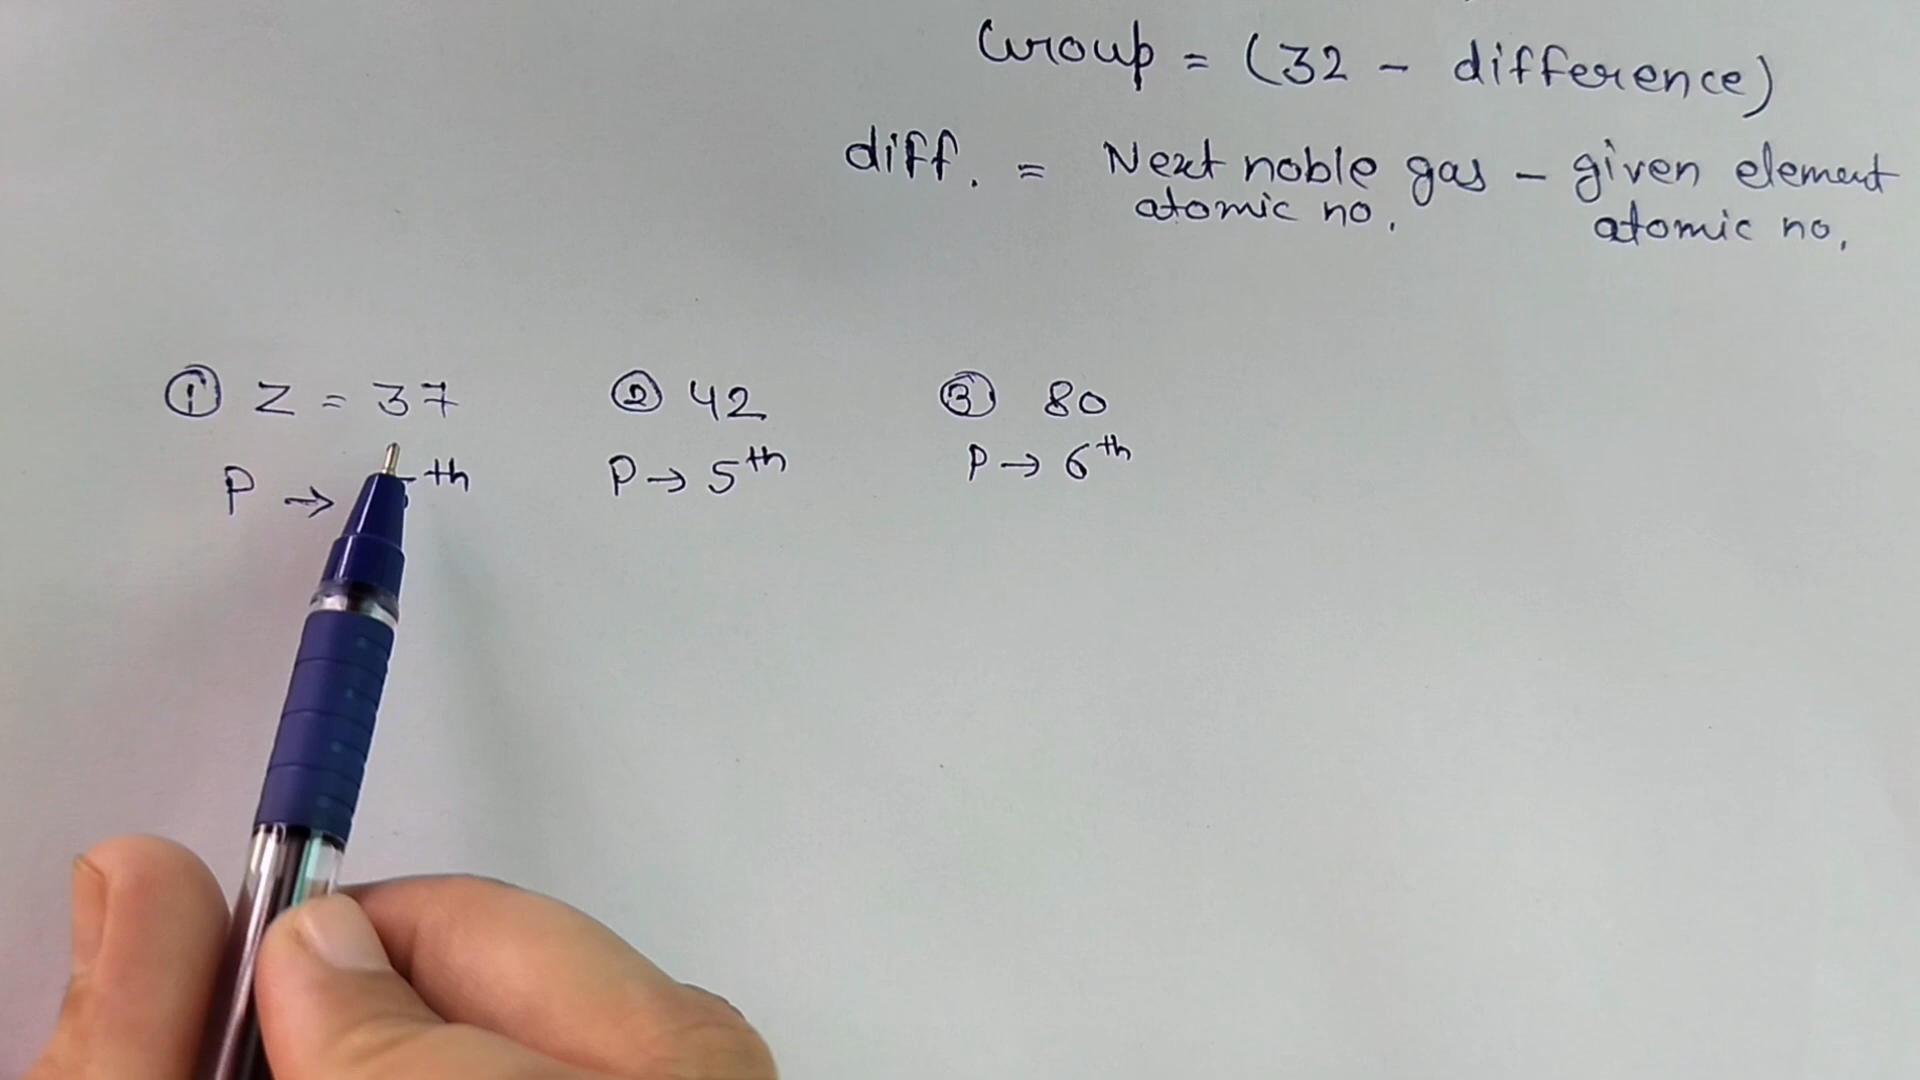 Group = (32 - difference)
diff. = Next noble gas - given element
atomic no. atomic no.
① Z = 37 ② 42 ③ 80
P → 5th P → 5th P → 6th